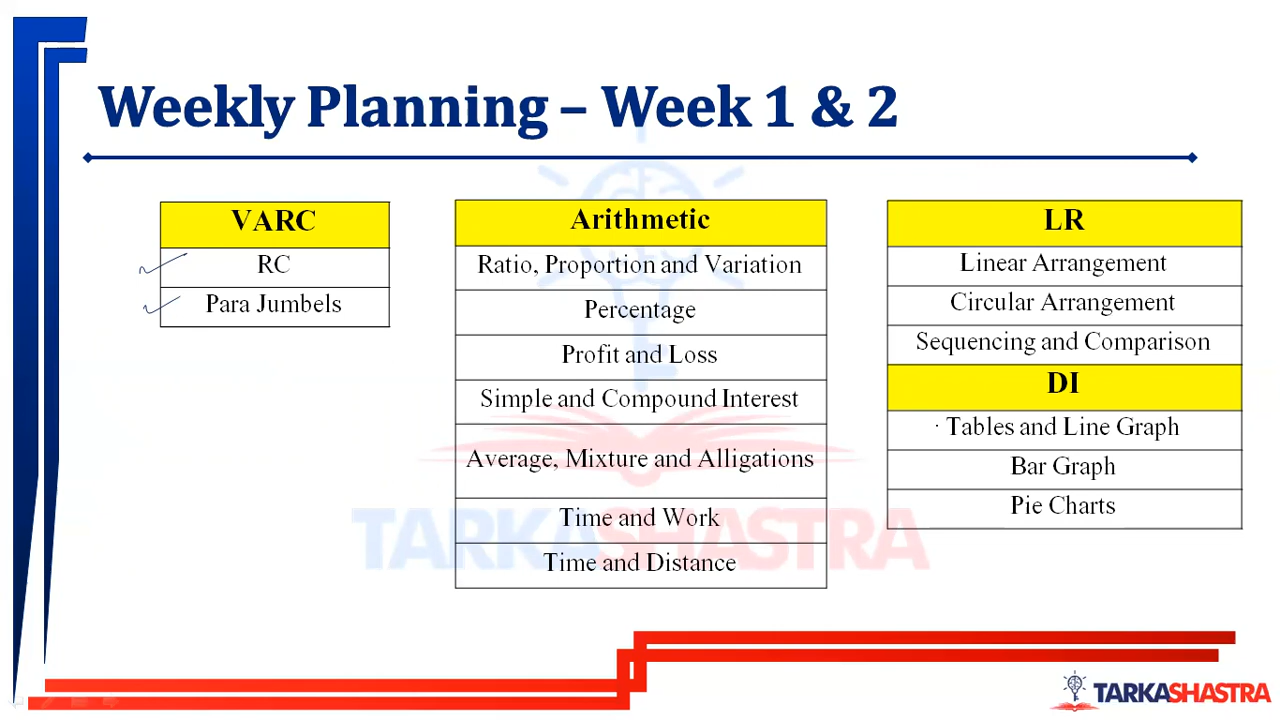 Weekly Planning – Week 1 & 2
VARC
RC
Para Jumbels
Arithmetic
Ratio, Proportion and Variation
Percentage
Profit and Loss
Simple and Compound Interest
Average, Mixture and Alligations
Time and Work
Time and Distance
LR
Linear Arrangement
Circular Arrangement
Sequencing and Comparison
DI
Tables and Line Graph
Bar Graph
Pie Charts
TARKASHASTRA
TARKASHASTRA